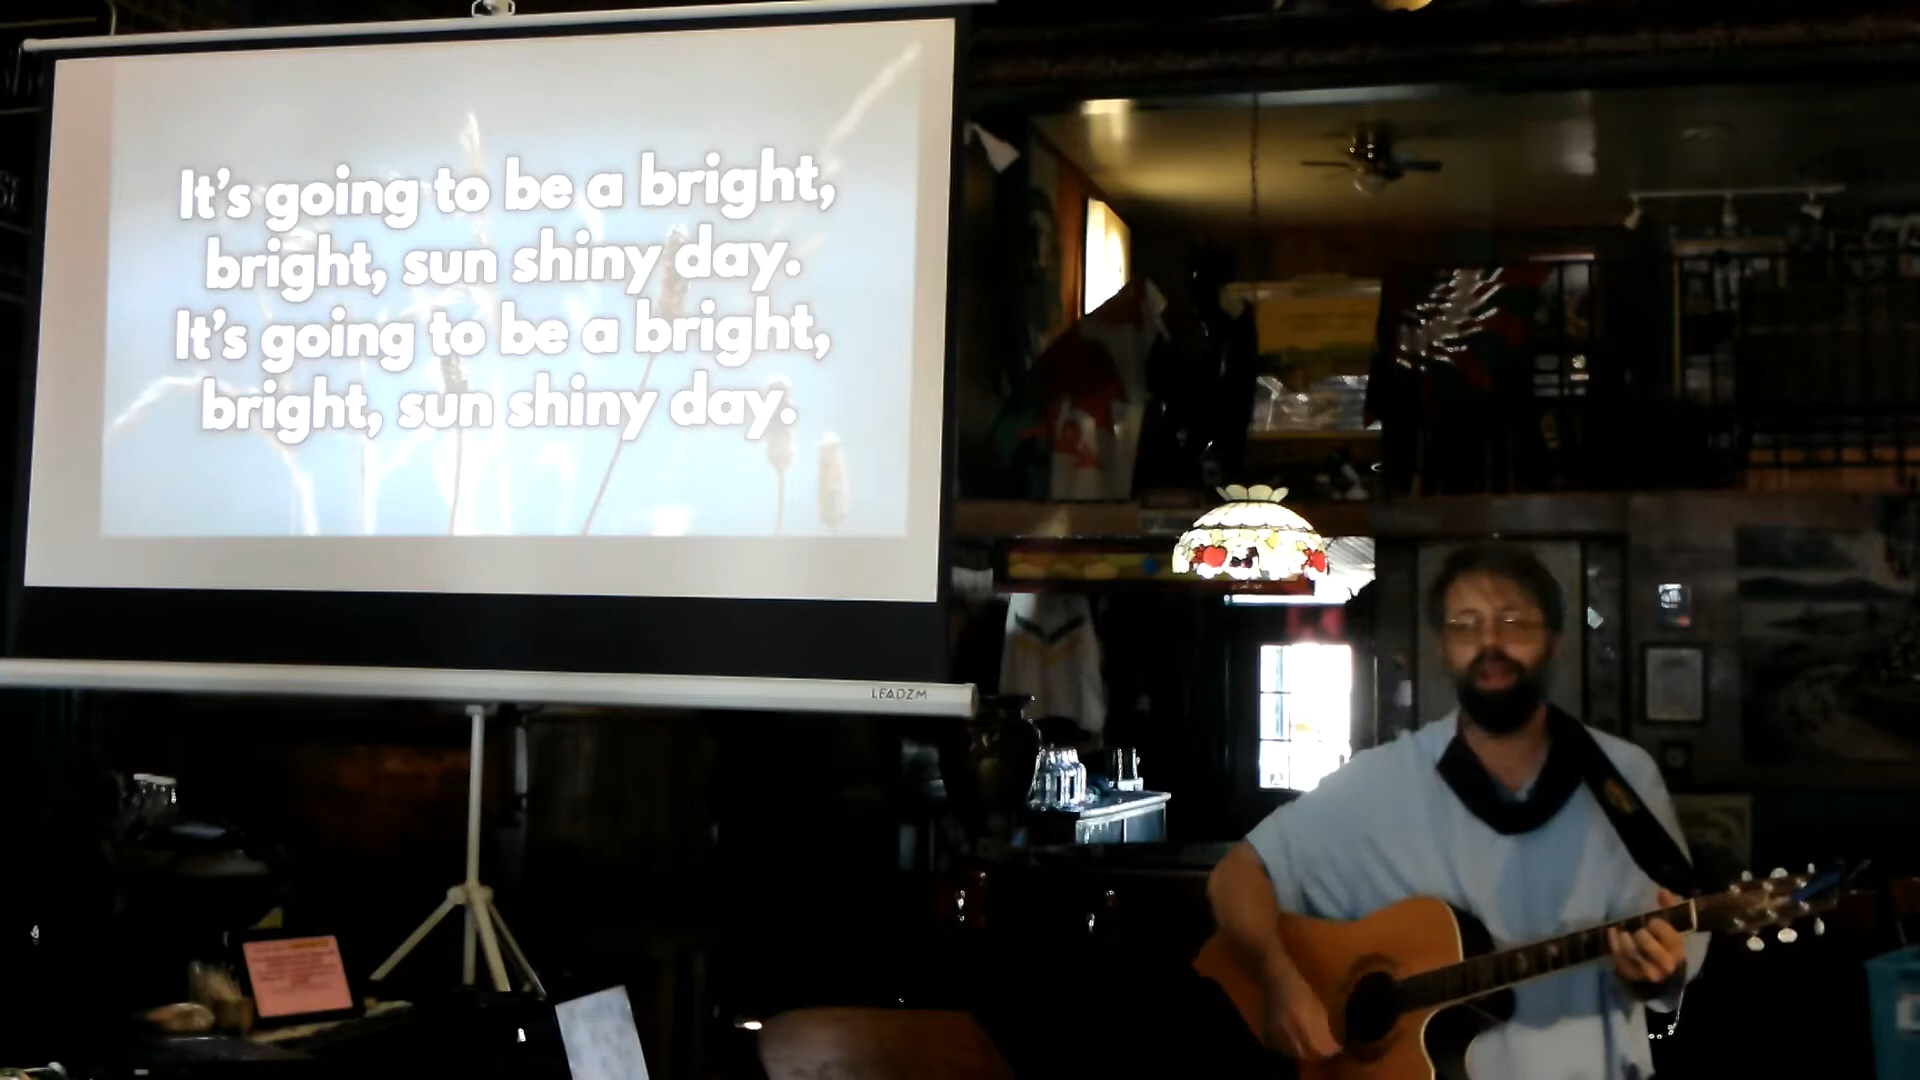 It's going to be a bright,
bright, sun shiny day.
It's going to be a bright,
bright, sun shiny day.
LEADZM